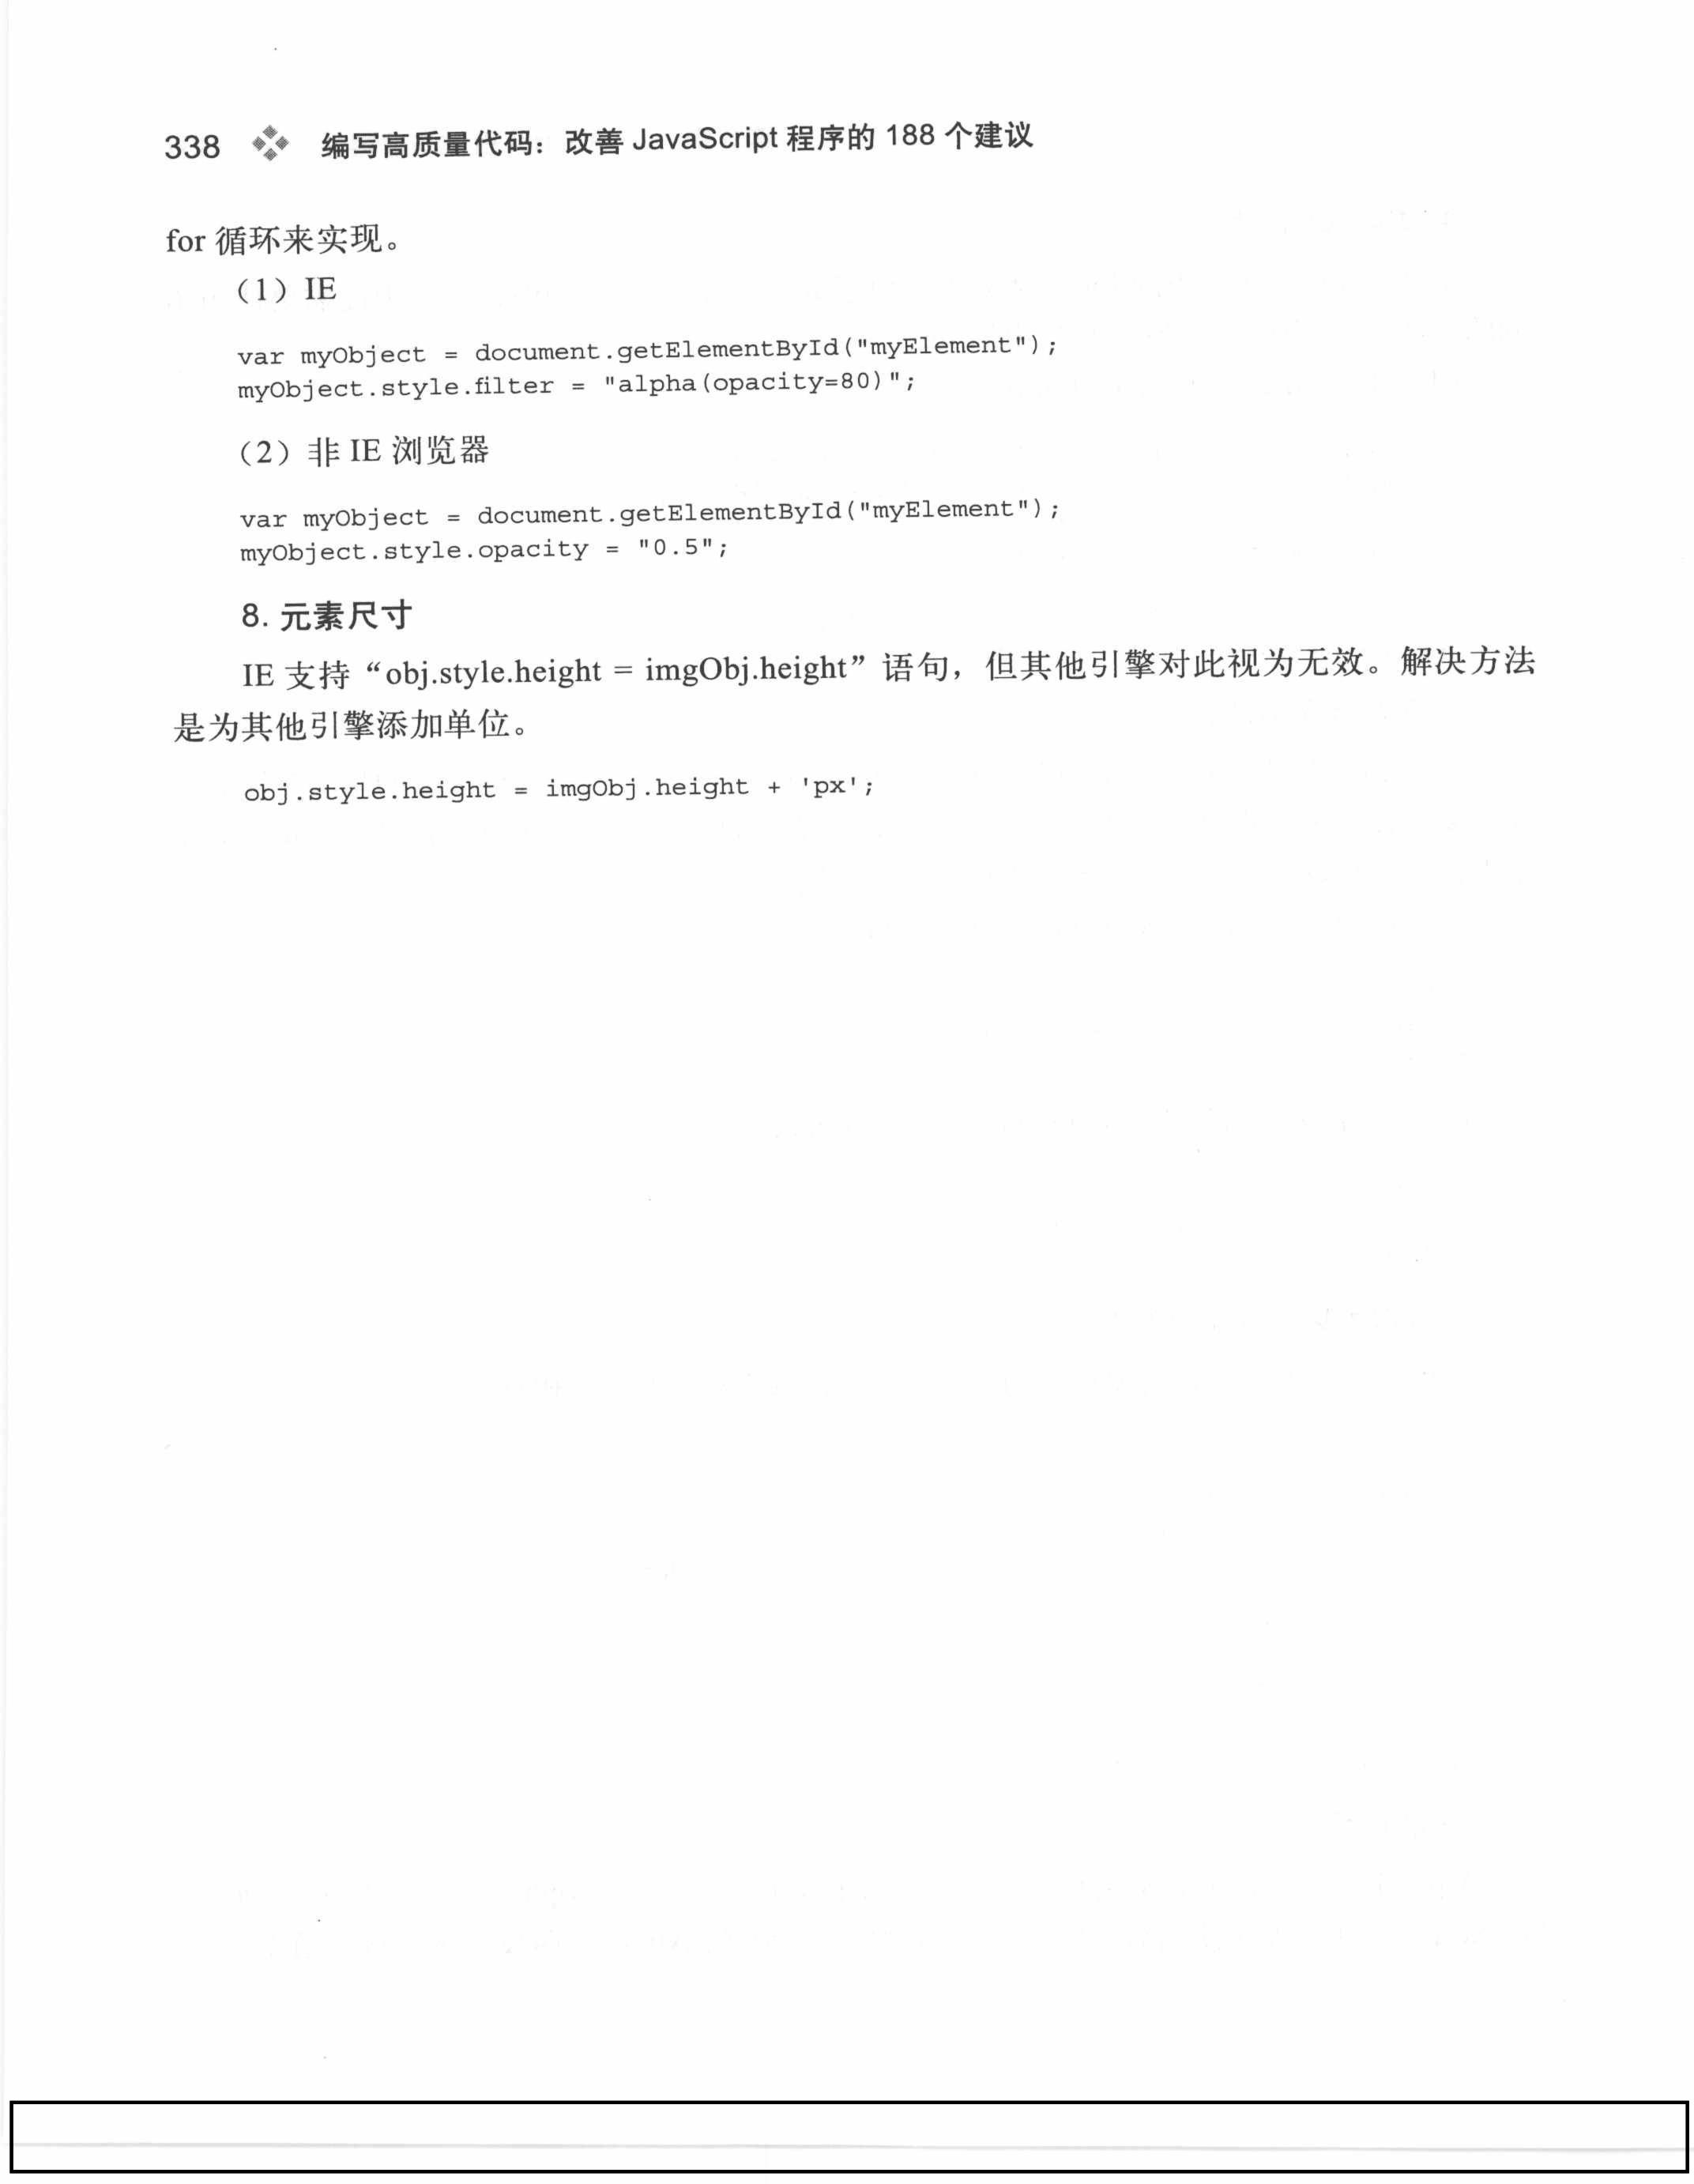 338 编写高质量代码：改善 JavaScript 程序的 188 个建议
for 循环来实现。
（1）IE
var myObject = document.getElementById("myElement");
myObject.style.filter = "alpha(opacity=80)";
（2）非 IE 浏览器
var myObject = document.getElementById("myElement");
myObject.style.opacity = "0.5";
8. 元素尺寸
IE 支持“obj.style.height = imgObj.height”语句，但其他引擎对此视为无效。解决方法
是为其他引擎添加单位。
obj.style.height = imgObj.height + 'px';